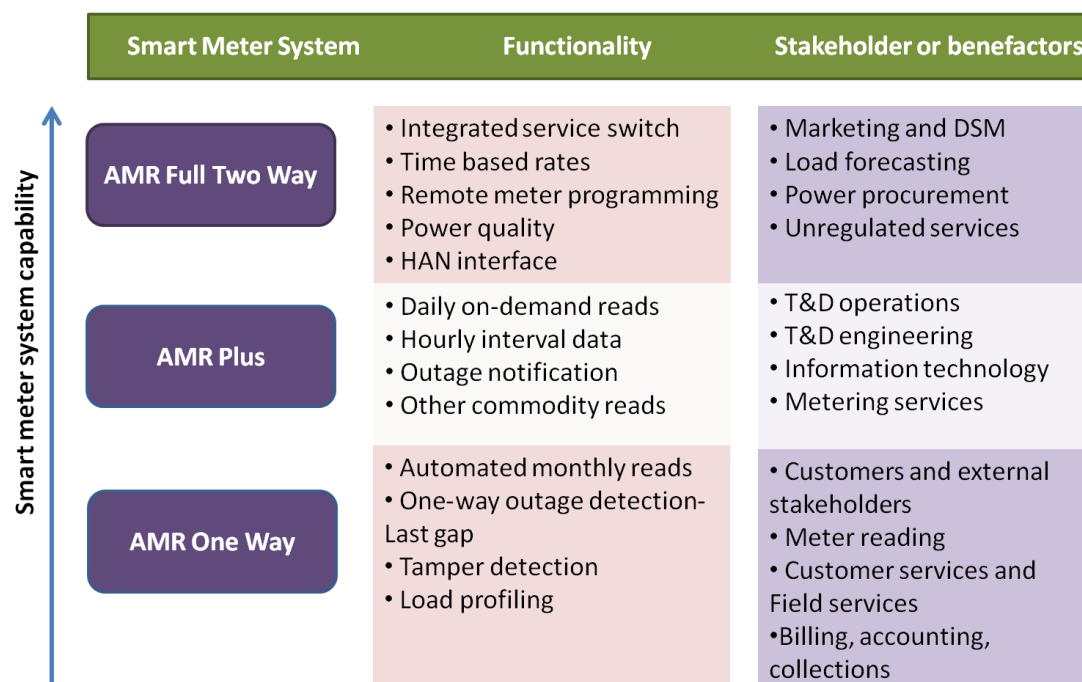 Smart Meter System
Functionality
Stakeholder or benefactors
Smart meter system capability
AMR Full Two Way
• Integrated service switch
• Time based rates
• Remote meter programming
• Power quality
• HAN interface
• Marketing and DSM
• Load forecasting
• Power procurement
• Unregulated services
AMR Plus
• Daily on-demand reads
• Hourly interval data
• Outage notification
• Other commodity reads
• T&D operations
• T&D engineering
• Information technology
• Metering services
AMR One Way
• Automated monthly reads
• One-way outage detection-
Last gap
• Tamper detection
• Load profiling
• Customers and external
stakeholders
• Meter reading
• Customer services and
Field services
•Billing, accounting,
collections